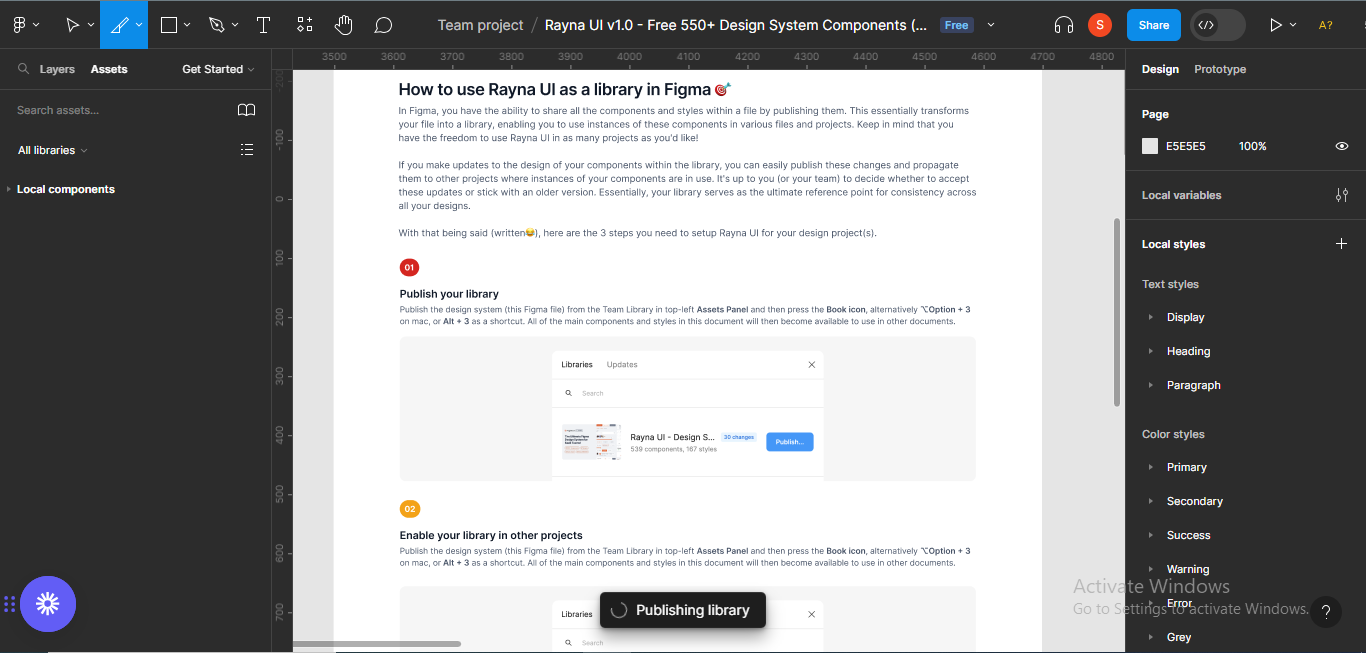 Team project / Rayna UI v1.0 - Free 550+ Design System Components (... Free
S
Share
A?
Layers Assets Get Started
Search assets...
All libraries
Local components
3500 3600 3700 3800 3900 4000 4100 4200 4300 4400 4500 4600 4700 4800
-100
0
100
200
300
400
500
600
700
How to use Rayna UI as a library in Figma 🎯
In Figma, you have the ability to share all the components and styles within a file by publishing them. This essentially transforms
your file into a library, enabling you to use instances of these components in various files and projects. Keep in mind that you
have the freedom to use Rayna UI in as many projects as you'd like!
If you make updates to the design of your components within the library, you can easily publish these changes and propagate
them to other projects where instances of your components are in use. It's up to you (or your team) to decide whether to accept
these updates or stick with an older version. Essentially, your library serves as the ultimate reference point for consistency across
all your designs.
With that being said (written😂), here are the 3 steps you need to setup Rayna UI for your design project(s).
01
Publish your library
Publish the design system (this Figma file) from the Team Library in top-left Assets Panel and then press the Book icon, alternatively ⌥Option + 3
on mac, or Alt + 3 as a shortcut. All of the main components and styles in this document will then become available to use in other documents.
Libraries Updates
Search
Rayna UI - Design S... 30 changes
539 components, 167 styles
Publish...
02
Enable your library in other projects
Publish the design system (this Figma file) from the Team Library in top-left Assets Panel and then press the Book icon, alternatively ⌥Option + 3
on mac, or Alt + 3 as a shortcut. All of the main components and styles in this document will then become available to use in other documents.
Libraries
Search
Publishing library
Design Prototype
Page
E5E5E5 100%
Local variables
Local styles
Text styles
Display
Heading
Paragraph
Color styles
Primary
Secondary
Success
Warning
Error
Grey
Activate Windows
Go to Settings to activate Windows.
?